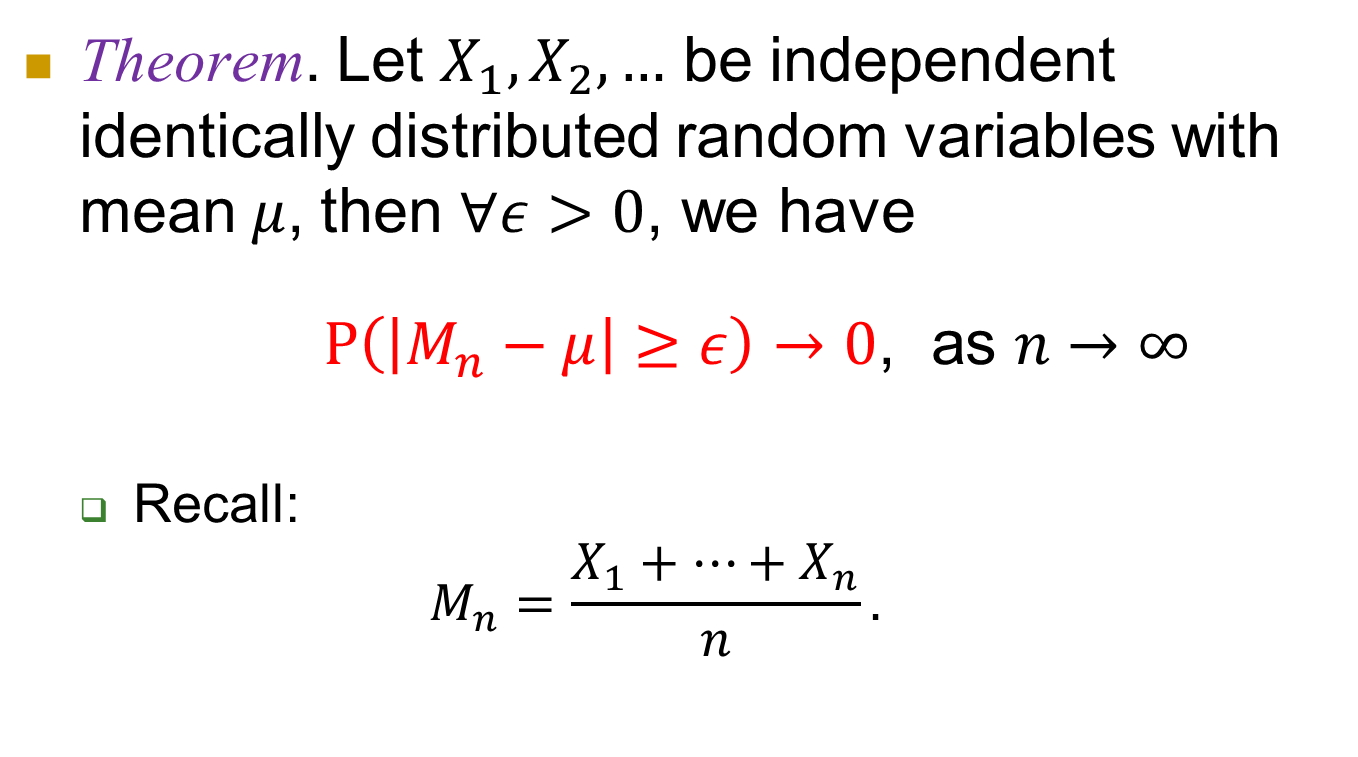 Theorem. Let X₁, X₂, … be independent
identically distributed random variables with
mean μ, then ∀ϵ > 0, we have
P(|Mₙ − μ| ≥ ϵ) → 0, as n → ∞
Recall:
Mₙ = (X₁ + ⋯ + Xₙ)/n.